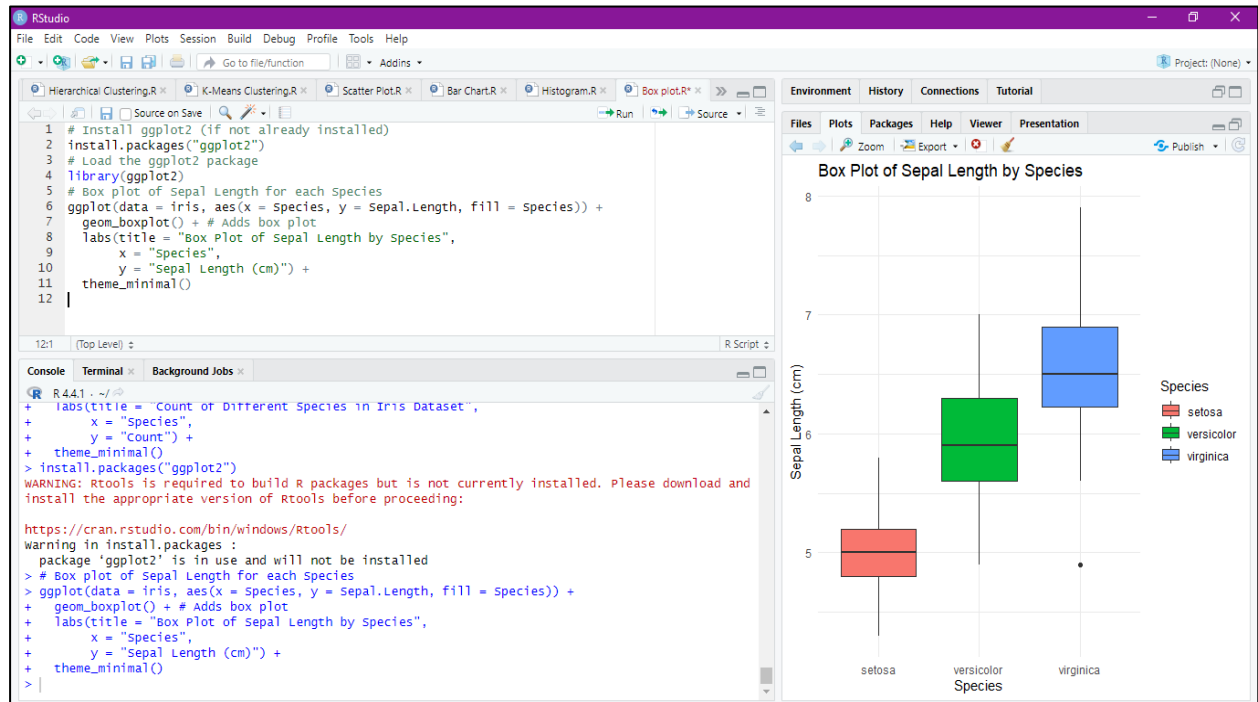 RStudio
File Edit Code View Plots Session Build Debug Profile Tools Help
Go to file/function
Addins
Project: (None)
Hierarchical Clustering.R
K-Means Clustering.R
Scatter Plot.R
Bar Chart.R
Histogram.R
Box plot.R*
Source on Save
Run
Source
1 # Install ggplot2 (if not already installed)
2 install.packages("ggplot2")
3 # Load the ggplot2 package
4 library(ggplot2)
5 # Box plot of Sepal Length for each Species
6 ggplot(data = iris, aes(x = Species, y = Sepal.Length, fill = Species)) +
7 geom_boxplot() + # Adds box plot
8 labs(title = "Box Plot of Sepal Length by Species",
9 x = "Species",
10 y = "Sepal Length (cm)") +
11 theme_minimal()
12
12:1 (Top Level) R Script
Console Terminal Background Jobs
R 4.4.1 · ~/
+ labs(title = "Count of Different Species in Iris Dataset",
+ x = "Species",
+ y = "Count") +
+ theme_minimal()
> install.packages("ggplot2")
WARNING: Rtools is required to build R packages but is not currently installed. Please download and
install the appropriate version of Rtools before proceeding:
https://cran.rstudio.com/bin/windows/Rtools/
Warning in install.packages :
package ‘ggplot2’ is in use and will not be installed
> # Box plot of Sepal Length for each Species
> ggplot(data = iris, aes(x = Species, y = Sepal.Length, fill = Species)) +
+ geom_boxplot() + # Adds box plot
+ labs(title = "Box Plot of Sepal Length by Species",
+ x = "Species",
+ y = "Sepal Length (cm)") +
+ theme_minimal()
>
Environment History Connections Tutorial
Files Plots Packages Help Viewer Presentation
Zoom Export Publish
Box Plot of Sepal Length by Species
8
7
6
5
Sepal Length (cm)
setosa versicolor virginica
Species
Species
setosa
versicolor
virginica